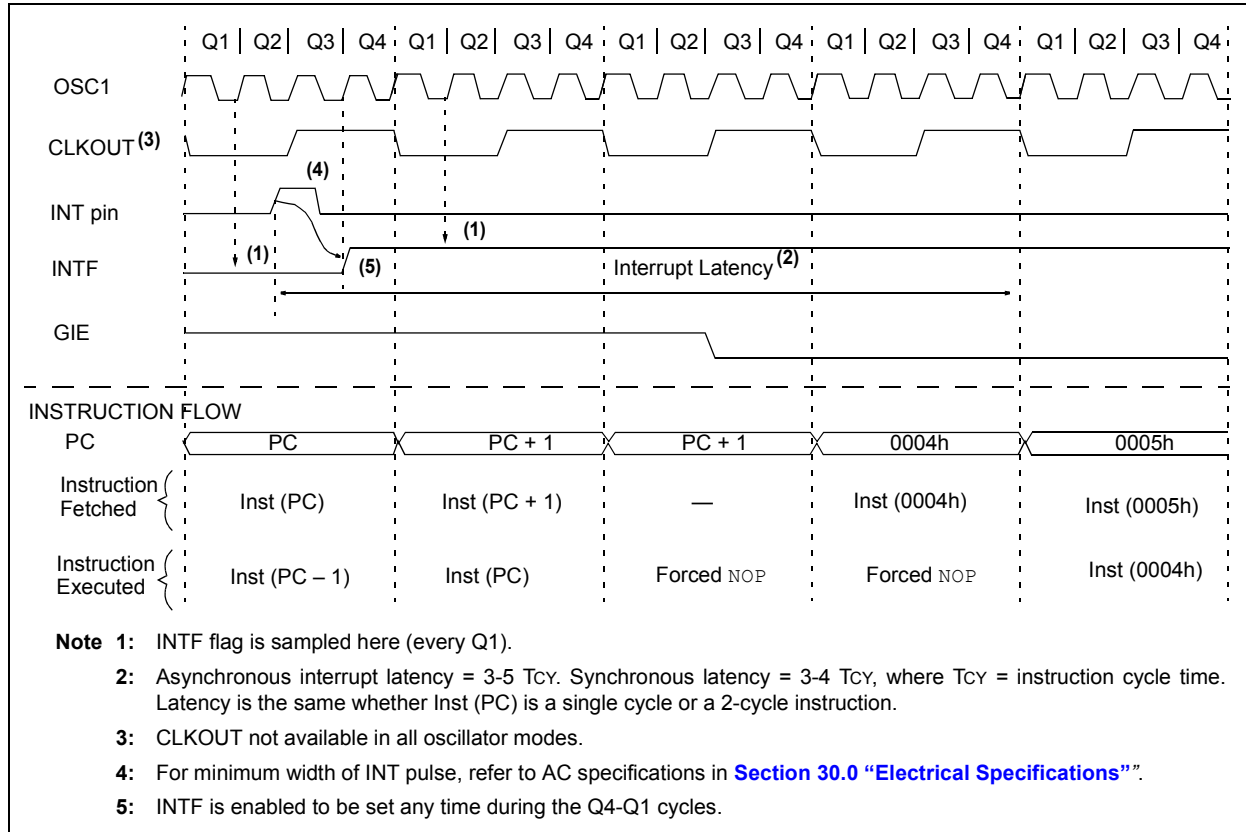 Q1 Q2 Q3 Q4 Q1 Q2 Q3 Q4 Q1 Q2 Q3 Q4 Q1 Q2 Q3 Q4 Q1 Q2 Q3 Q4
OSC1
CLKOUT (3)
(4)
INT pin
(1)
(1)
INTF
(5)
Interrupt Latency (2)
GIE
INSTRUCTION FLOW
PC PC PC + 1 PC + 1 0004h 0005h
Instruction
Fetched
Inst (PC) Inst (PC + 1) — Inst (0004h) Inst (0005h)
Instruction
Executed
Inst (PC – 1) Inst (PC) Forced NOP Forced NOP Inst (0004h)
Note 1: INTF flag is sampled here (every Q1).
2: Asynchronous interrupt latency = 3-5 TCY. Synchronous latency = 3-4 TCY, where TCY = instruction cycle time.
Latency is the same whether Inst (PC) is a single cycle or a 2-cycle instruction.
3: CLKOUT not available in all oscillator modes.
4: For minimum width of INT pulse, refer to AC specifications in Section 30.0 “Electrical Specifications””.
5: INTF is enabled to be set any time during the Q4-Q1 cycles.